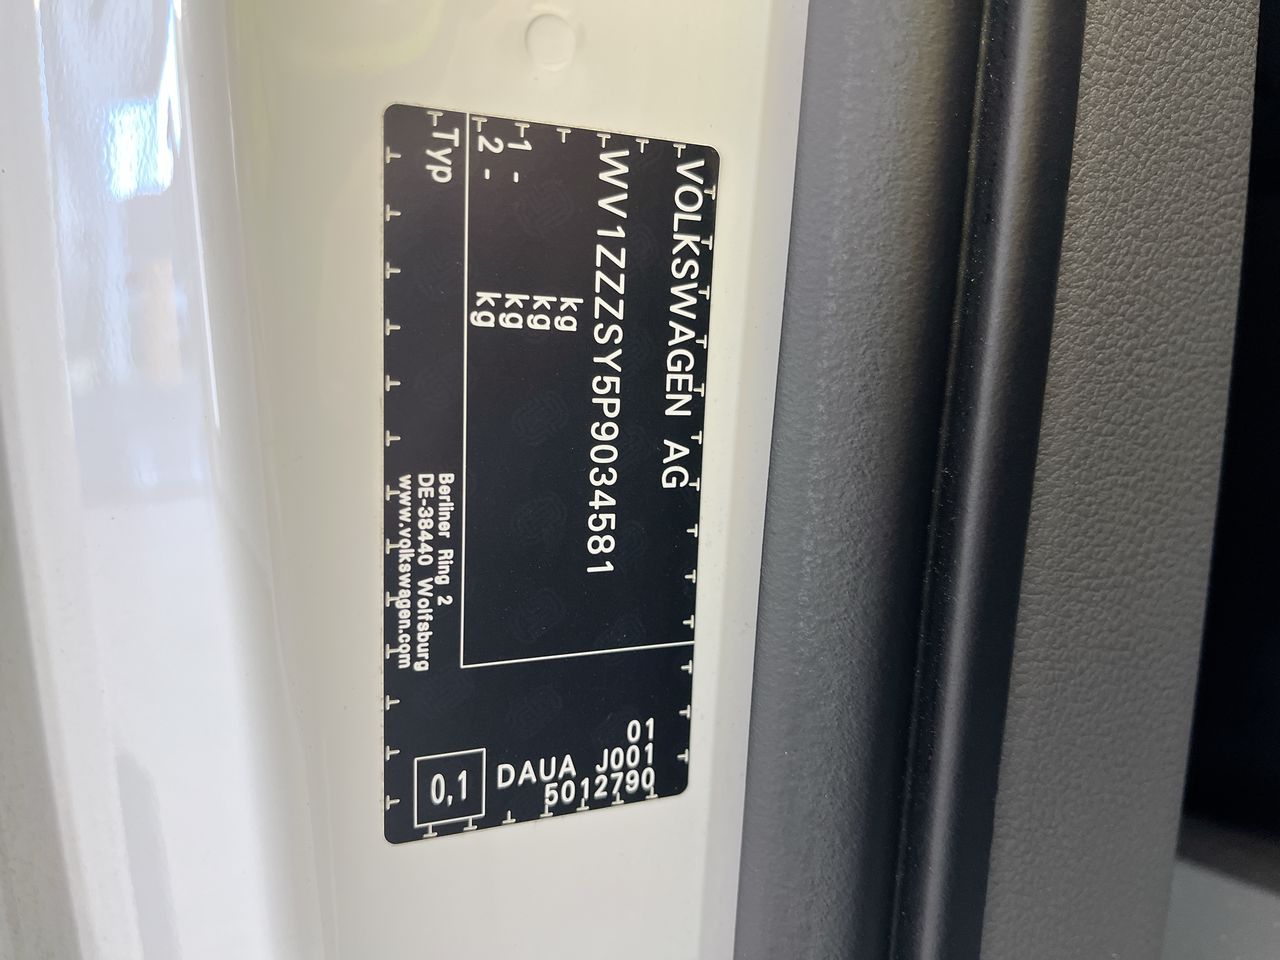 VOLKSWAGEN AG
WV1ZZZSY5P9034581
kg
kg
1 - kg
2 - kg
Typ
Berliner Ring 2
DE-38440 Wolfsburg
www.volkswagen.com
01
J001
5012790
DAUA
0,1